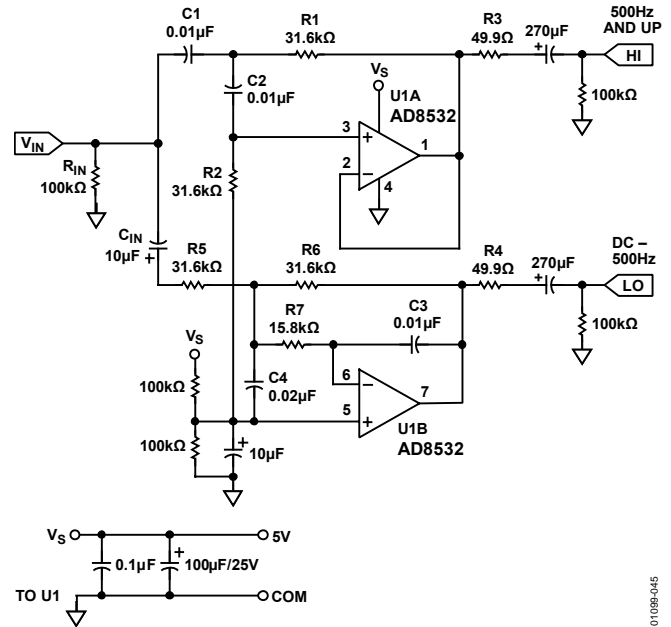 C1
0.01µF
R1
31.6kΩ
R3
49.9Ω
270µF
+
500Hz
AND UP
HI
C2
0.01µF
VS
U1A
AD8532
100kΩ
VIN
3
+
1
2
−
4
RIN
100kΩ
R2
31.6kΩ
CIN
10µF
+
R5
31.6kΩ
R6
31.6kΩ
R4
49.9Ω
270µF
+
DC –
500Hz
LO
R7
15.8kΩ
C3
0.01µF
100kΩ
VS
100kΩ
C4
0.02µF
6
−
7
5
+
U1B
AD8532
100kΩ
+
10µF
VS
5V
0.1µF
+
100µF/25V
TO U1
COM
01099-045